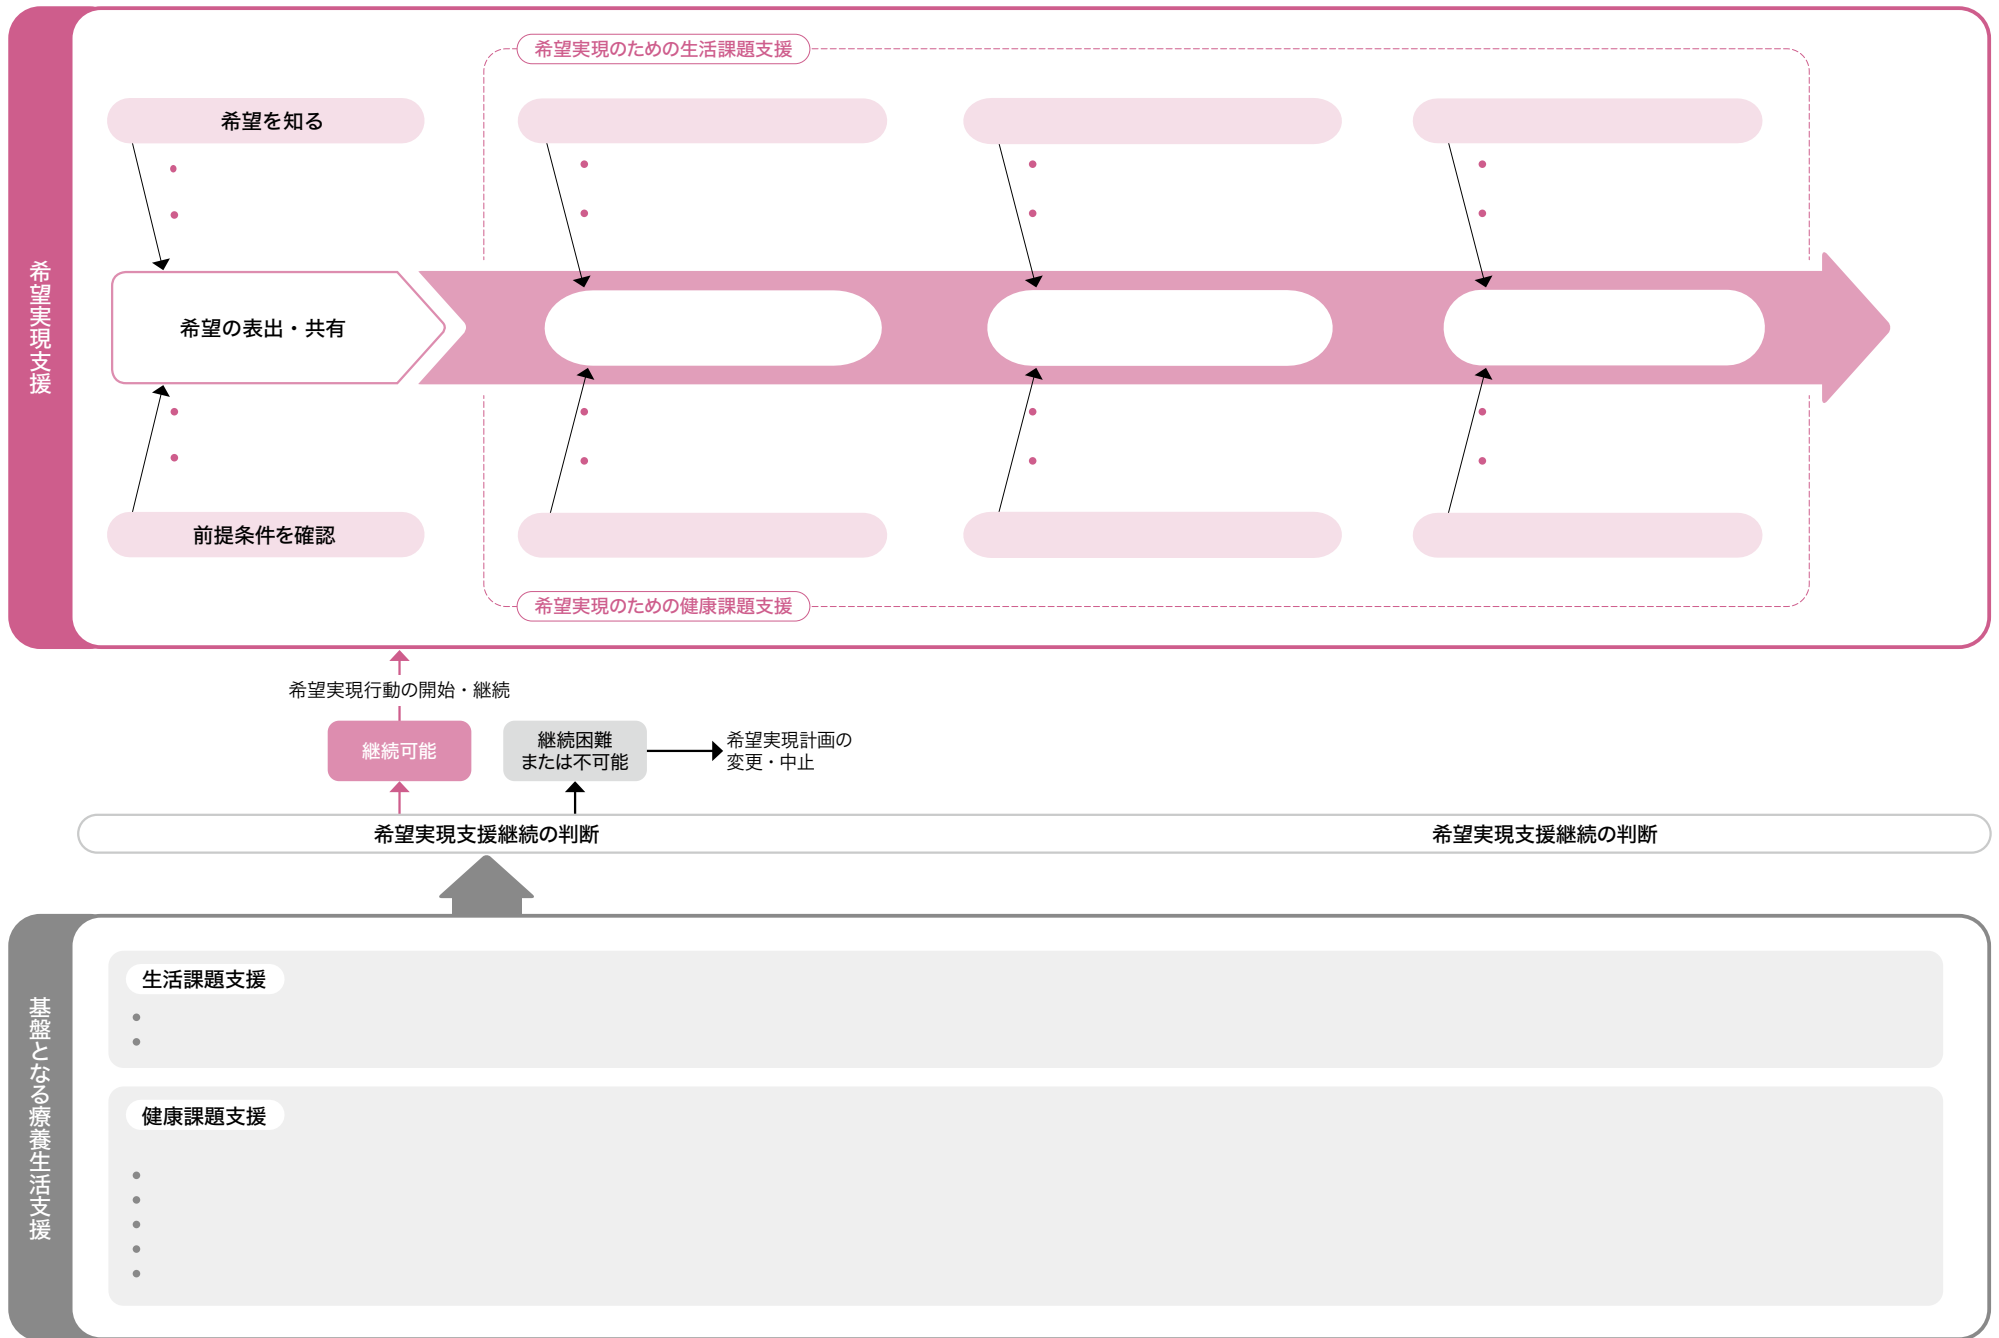 希望実現支援
希望実現のための生活課題支援
希望を知る
希望の表出・共有
前提条件を確認
希望実現のための健康課題支援
希望実現行動の開始・継続
継続可能
継続困難
または不可能
希望実現計画の
変更・中止
希望実現支援継続の判断
希望実現支援継続の判断
基盤となる療養生活支援
生活課題支援
健康課題支援